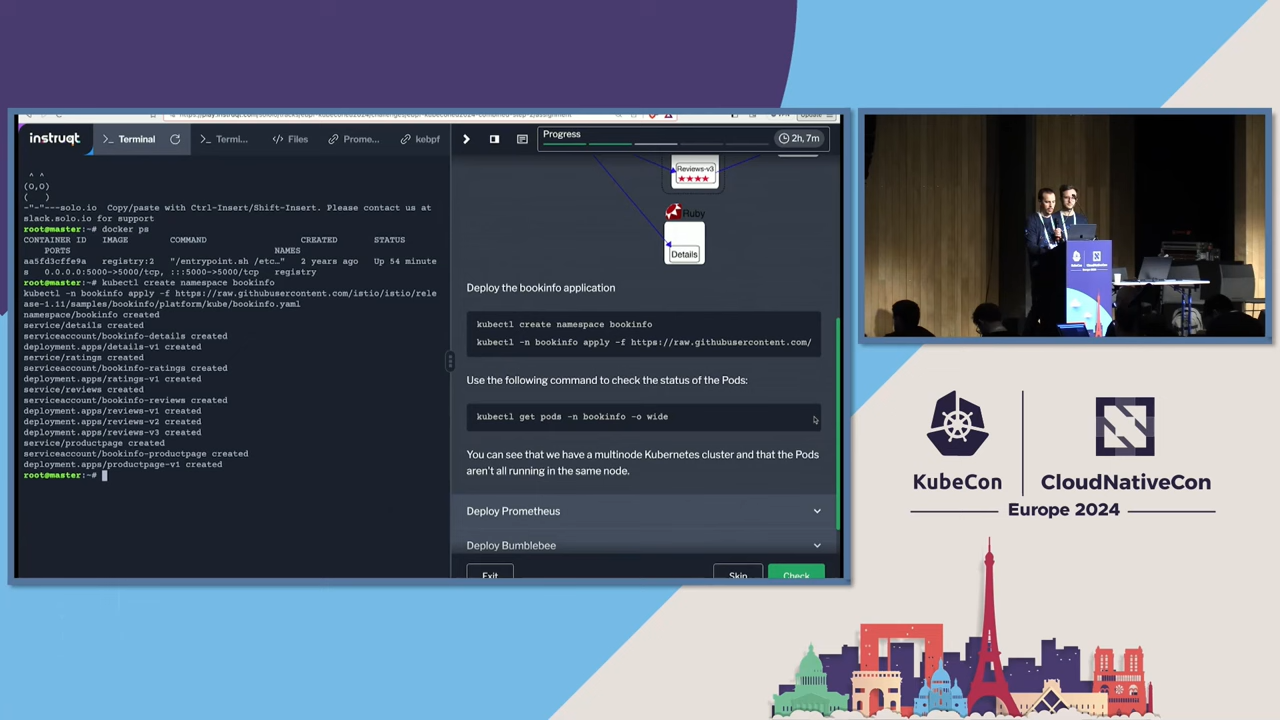 instruqt
Terminal
Termi...
Files
Prome...
kebpf
Progress
2h, 7m
^ ^
(0,0)
(   )
-"-"---solo.io  Copy/paste with Ctrl-Insert/Shift-Insert. Please contact us at
slack.solo.io for support
root@master:~# docker ps
CONTAINER ID   IMAGE        COMMAND                  CREATED       STATUS
PORTS                                       NAMES
aa5fd3cffe9a   registry:2   "/entrypoint.sh /etc…"   2 years ago   Up 54 minute
s   0.0.0.0:5000->5000/tcp, :::5000->5000/tcp   registry
root@master:~# kubectl create namespace bookinfo
kubectl -n bookinfo apply -f https://raw.githubusercontent.com/istio/istio/rele
ase-1.11/samples/bookinfo/platform/kube/bookinfo.yaml
namespace/bookinfo created
service/details created
serviceaccount/bookinfo-details created
deployment.apps/details-v1 created
service/ratings created
serviceaccount/bookinfo-ratings created
deployment.apps/ratings-v1 created
service/reviews created
serviceaccount/bookinfo-reviews created
deployment.apps/reviews-v1 created
deployment.apps/reviews-v2 created
deployment.apps/reviews-v3 created
service/productpage created
serviceaccount/bookinfo-productpage created
deployment.apps/productpage-v1 created
root@master:~#
Reviews-v3
Ruby
Details
Deploy the bookinfo application
kubectl create namespace bookinfo
kubectl -n bookinfo apply -f https://raw.githubusercontent.com/
Use the following command to check the status of the Pods:
kubectl get pods -n bookinfo -o wide
You can see that we have a multinode Kubernetes cluster and that the Pods
aren't all running in the same node.
Deploy Prometheus
Deploy Bumblebee
Exit
Skip
Check
KubeCon
CloudNativeCon
Europe 2024